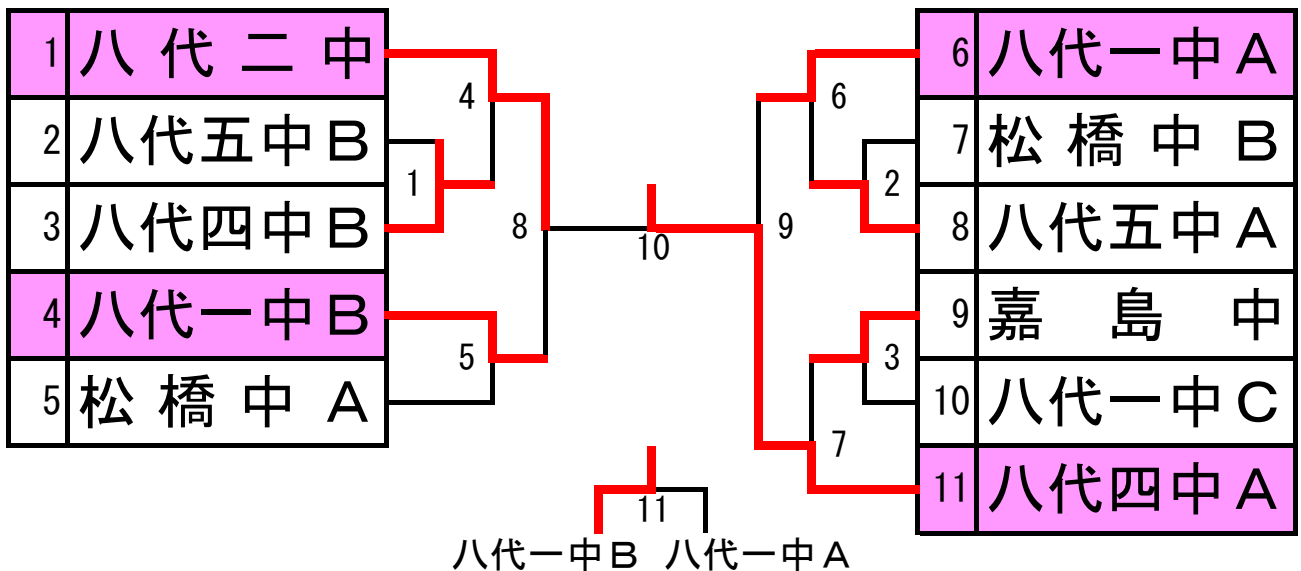 1 八代二中
2 八代五中B
3 八代四中B
4 八代一中B
5 松橋中A
4
1
8
5
10
6
2
9
3
7
6 八代一中A
7 松橋中B
8 八代五中A
9 嘉島中
10 八代一中C
11 八代四中A
11
八代一中B 八代一中A